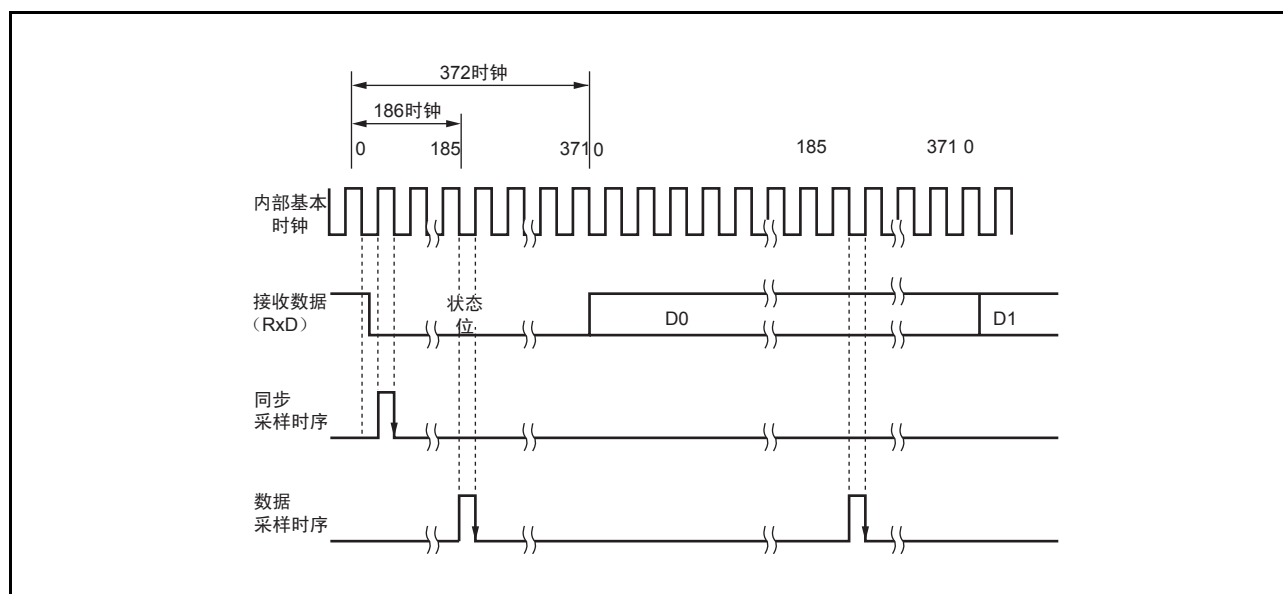 372时钟
186时钟
0 185 371 0 185 371 0
内部基本
时钟
接收数据
（RxD）
状态
位
D0
D1
同步
采样时序
数据
采样时序